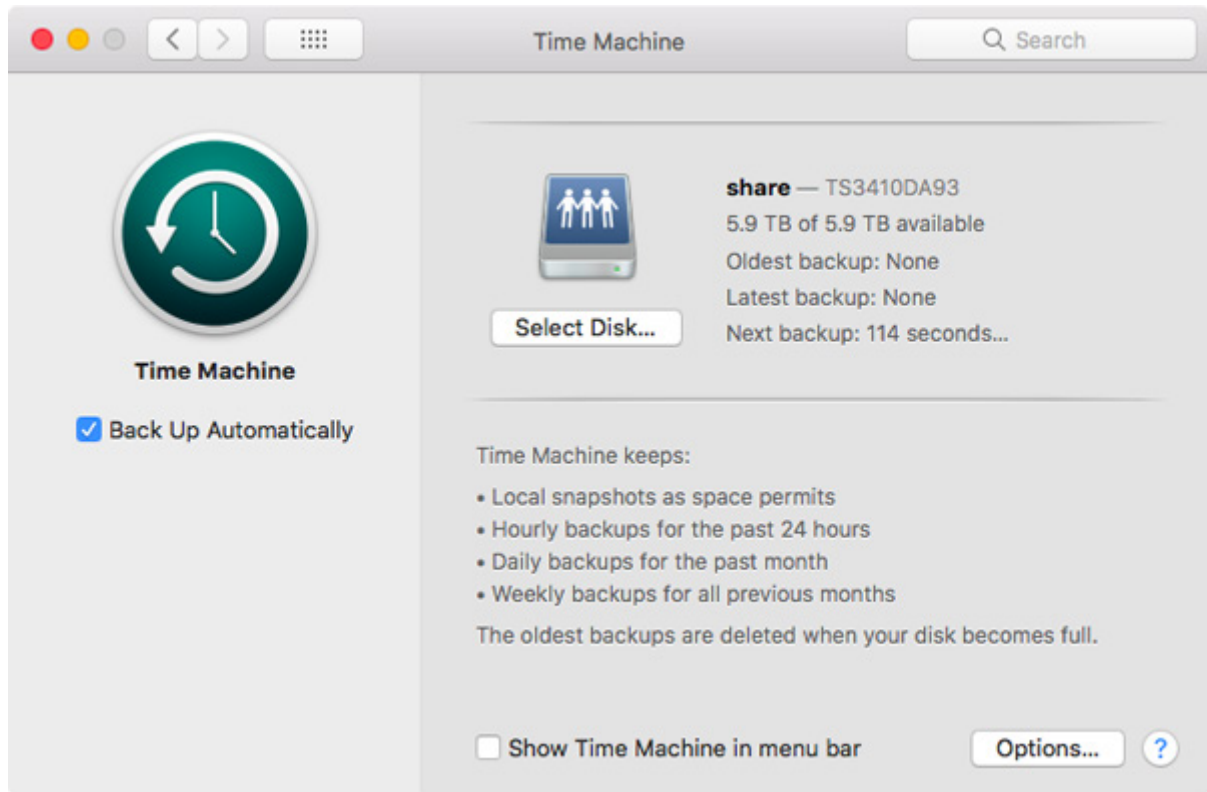 Time Machine
Search
Time Machine
Back Up Automatically
share — TS3410DA93
5.9 TB of 5.9 TB available
Oldest backup: None
Latest backup: None
Next backup: 114 seconds...
Select Disk...
Time Machine keeps:
• Local snapshots as space permits
• Hourly backups for the past 24 hours
• Daily backups for the past month
• Weekly backups for all previous months
The oldest backups are deleted when your disk becomes full.
Show Time Machine in menu bar
Options...
?